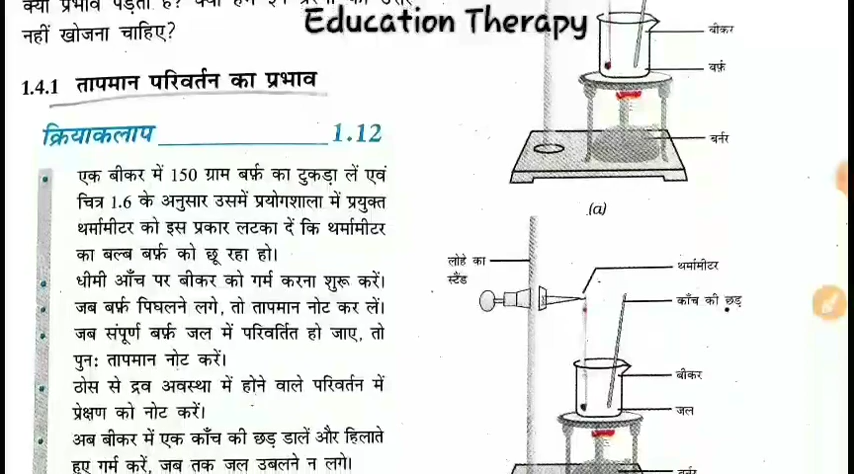 Education Therapy
नहीं खोजना चाहिए?
1.4.1 तापमान परिवर्तन का प्रभाव
क्रियाकलाप ____________ 1.12
एक बीकर में 150 ग्राम बर्फ़ का टुकड़ा लें एवं
चित्र 1.6 के अनुसार उसमें प्रयोगशाला में प्रयुक्त
थर्मामीटर को इस प्रकार लटका दें कि थर्मामीटर
का बल्ब बर्फ़ को छू रहा हो।
धीमी आँच पर बीकर को गर्म करना शुरू करें।
जब बर्फ़ पिघलने लगे, तो तापमान नोट कर लें।
जब संपूर्ण बर्फ़ जल में परिवर्तित हो जाए, तो
पुनः तापमान नोट करें।
ठोस से द्रव अवस्था में होने वाले परिवर्तन में
प्रेक्षण को नोट करें।
अब बीकर में एक काँच की छड़ डालें और हिलाते
हुए गर्म करें, जब तक जल उबलने न लगे।
बीकर
बर्फ़
बर्नर
(a)
लोहे का
स्टैंड
थर्मामीटर
काँच की छड़
बीकर
जल
बर्नर